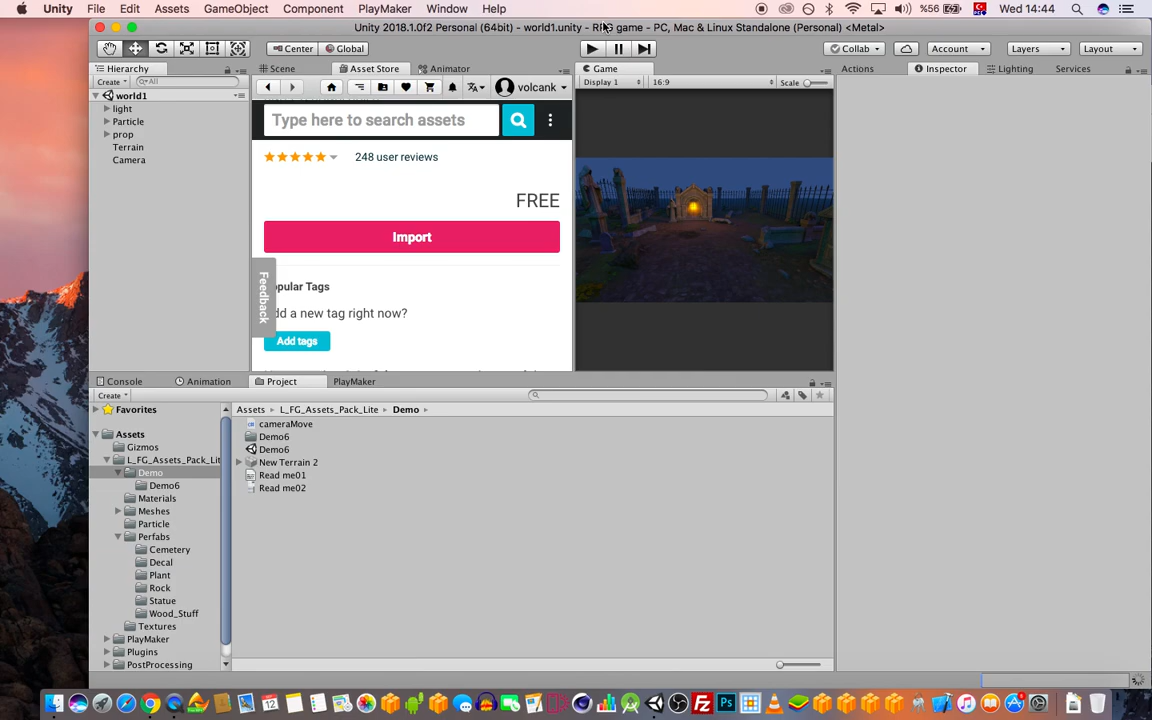 Unity File Edit Assets GameObject Component PlayMaker Window Help %56 Wed 14:44
Unity 2018.1.0f2 Personal (64bit) - world1.unity - game - PC, Mac & Linux Standalone (Personal) <Metal>
Center Global Collab Account Layers Layout
Hierarchy Scene Asset Store Animator Game Actions Inspector Lighting Services
Create All volcank Display 1 16:9 Scale
world1
light
Particle
prop
Terrain
Camera
Type here to search assets
248 user reviews
FREE
Import
Feedback
opular Tags
dd a new tag right now?
Add tags
Console Animation Project PlayMaker
Create
Favorites
Assets
Gizmos
L_FG_Assets_Pack_Lit
Demo
Demo6
Materials
Meshes
Particle
Perfabs
Cemetery
Decal
Plant
Rock
Statue
Wood_Stuff
Textures
PlayMaker
Plugins
PostProcessing
Assets L_FG_Assets_Pack_Lite Demo
cameraMove
Demo6
Demo6
New Terrain 2
Read me01
Read me02